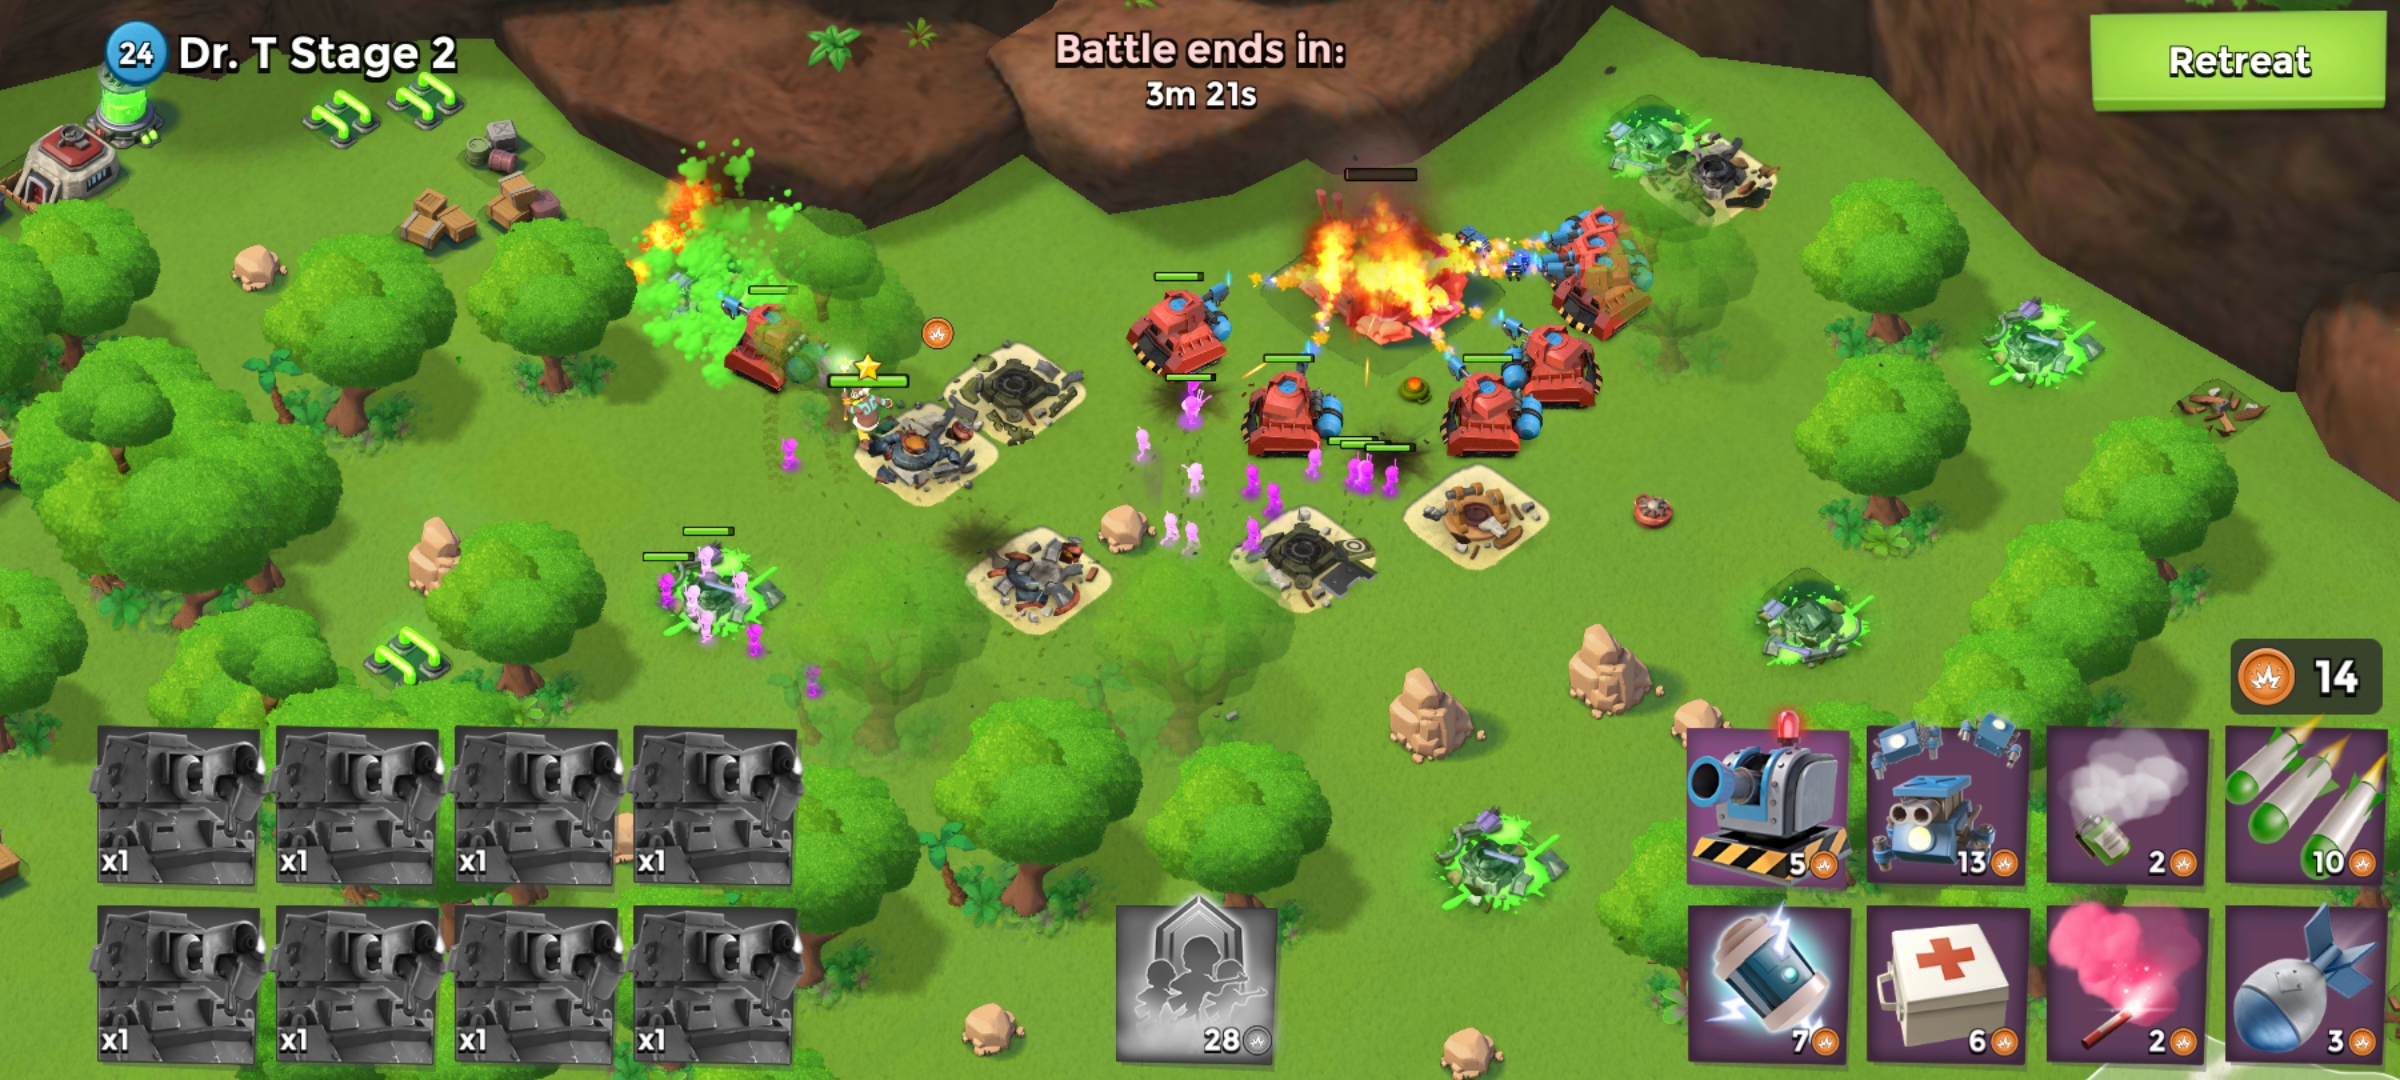 24 Dr. T Stage 2
Battle ends in:
3m 21s
Retreat
14
x1 x1 x1 x1
5 13 2 10
x1 x1 x1 x1
28
7 6 2 3